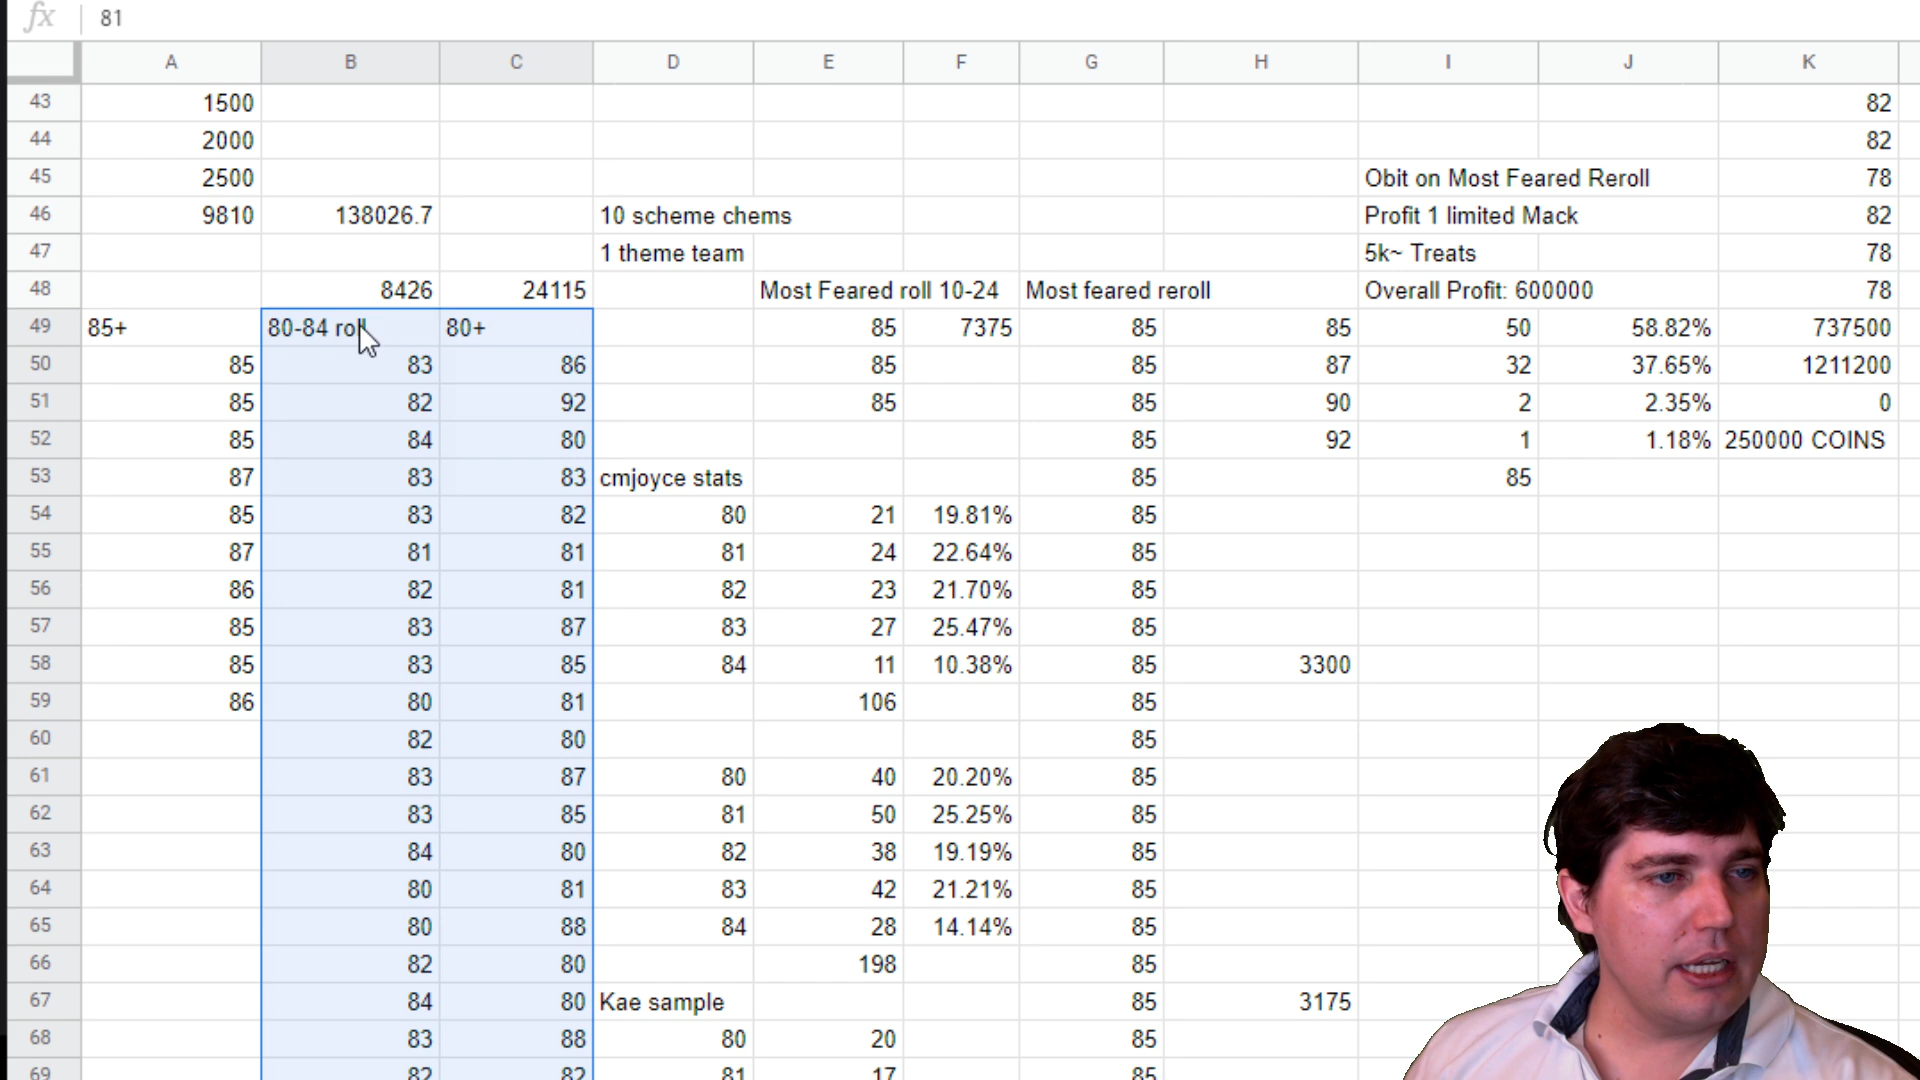 fx 81
A B C D E F G H I J K
43 1500 82
44 2000 82
45 2500 Obit on Most Feared Reroll 78
46 9810 138026.7 10 scheme chems Profit 1 limited Mack 82
47 1 theme team 5k~ Treats 78
48 8426 24115 Most Feared roll 10-24 Most feared reroll Overall Profit: 600000 78
49 85+ 80-84 roll 80+ 85 7375 85 85 50 58.82% 737500
50 85 83 86 85 85 87 32 37.65% 1211200
51 85 82 92 85 85 90 2 2.35% 0
52 85 84 80 85 92 1 1.18% 250000 COINS
53 87 83 83 cmjoyce stats 85 85
54 85 83 82 80 21 19.81% 85
55 87 81 81 81 24 22.64% 85
56 86 82 81 82 23 21.70% 85
57 85 83 87 83 27 25.47% 85
58 85 83 85 84 11 10.38% 85 3300
59 86 80 81 106 85
60 82 80 85
61 83 87 80 40 20.20% 85
62 83 85 81 50 25.25% 85
63 84 80 82 38 19.19% 85
64 80 81 83 42 21.21% 85
65 80 88 84 28 14.14% 85
66 82 80 198 85
67 84 80 Kae sample 85 3175
68 83 88 80 20 85
69 82 82 81 17 85